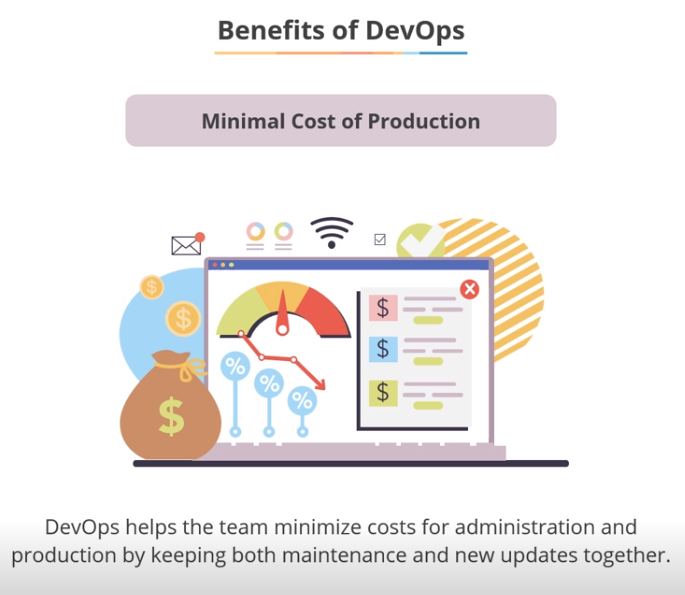 Benefits of DevOps
Minimal Cost of Production
$
$
$
%
%
%
$
$
$
DevOps helps the team minimize costs for administration and
production by keeping both maintenance and new updates together.